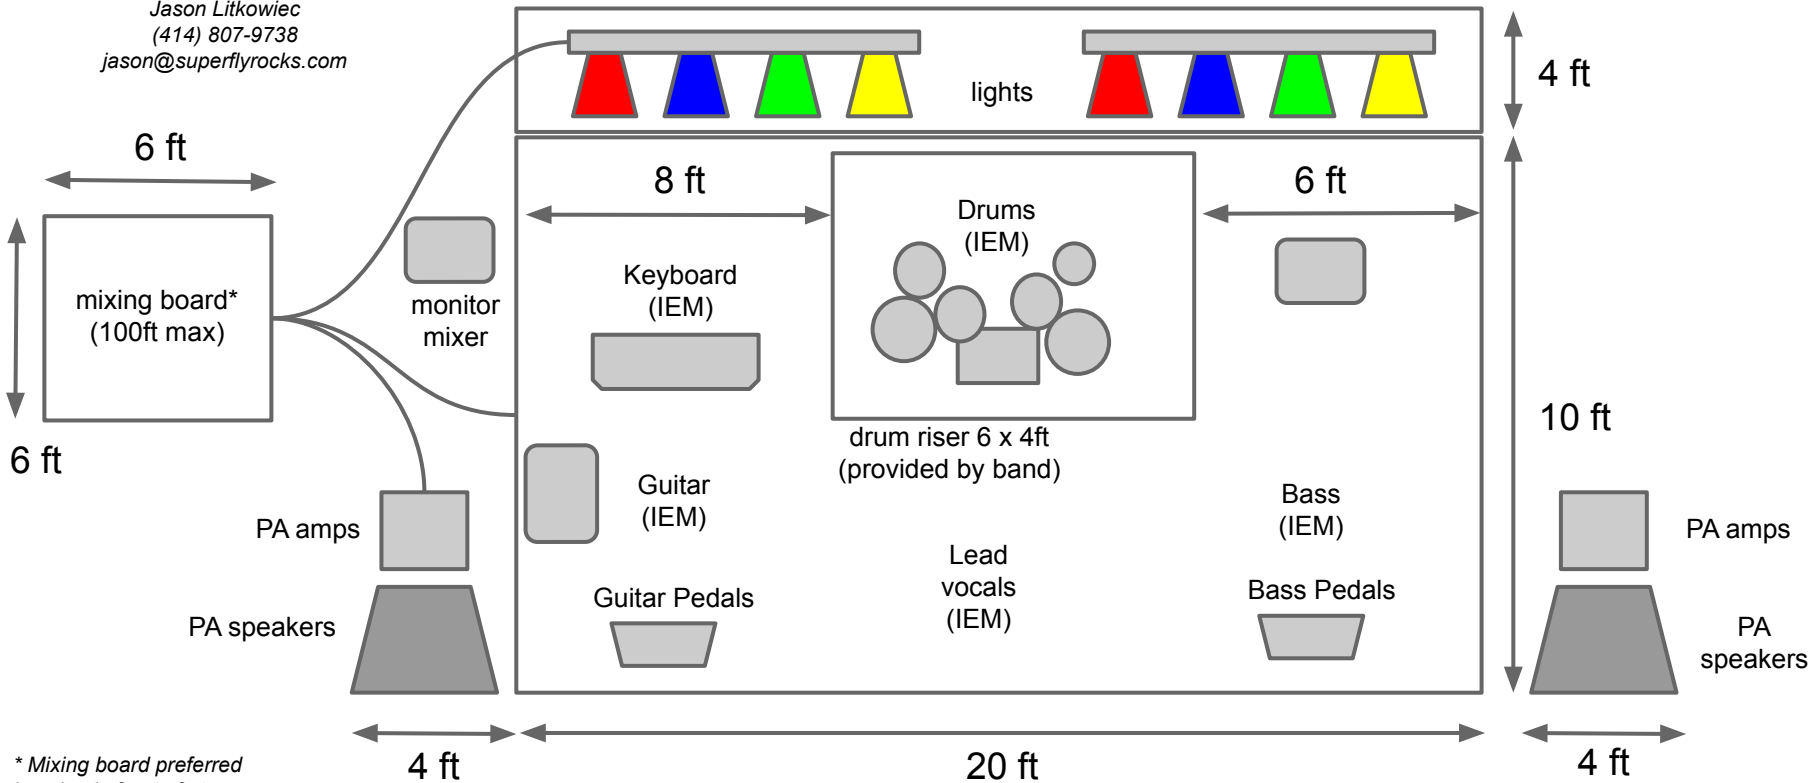 Jason Litkowiec
(414) 807-9738
jason@superflyrocks.com
lights
4 ft
6 ft
8 ft
6 ft
Drums
(IEM)
mixing board*
(100ft max)
monitor
mixer
Keyboard
(IEM)
6 ft
drum riser 6 x 4ft
(provided by band)
10 ft
Guitar
(IEM)
Bass
(IEM)
PA amps
PA amps
Lead
vocals
(IEM)
Guitar Pedals
Bass Pedals
PA speakers
PA
speakers
* Mixing board preferred
4 ft
20 ft
4 ft